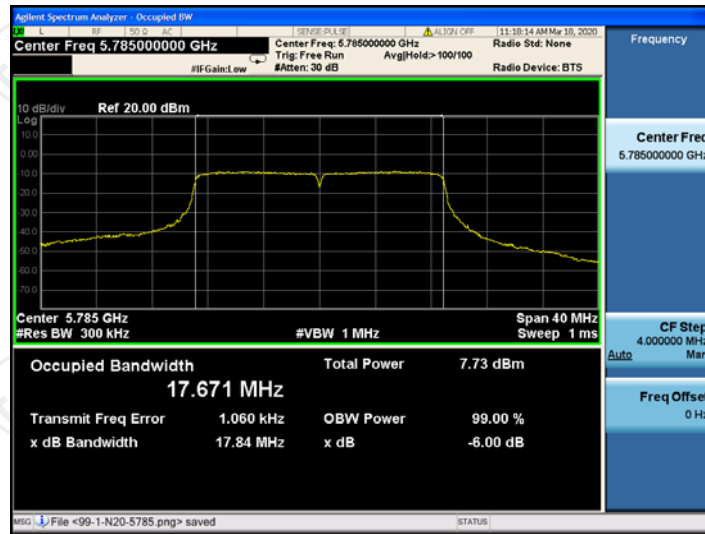 Agilent Spectrum Analyzer - Occupied BW
L RF 50 Ω AC SENSE:PULSE ALIGN OFF 11:18:14 AM Mar 18, 2020
Center Freq 5.785000000 GHz
Center Freq: 5.785000000 GHz
Radio Std: None
Trig: Free Run Avg|Hold:> 100/100
#IFGain:Low
#Atten: 30 dB
Radio Device: BTS
Frequency
10 dB/div Ref 20.00 dBm
Log
10.0
0.00
-10.0
-20.0
-30.0
-40.0
-50.0
-60.0
-70.0
Center Freq
5.785000000 GHz
Center 5.785 GHz
Span 40 MHz
#Res BW 300 kHz
#VBW 1 MHz
Sweep 1 ms
CF Step
4.000000 MHz
Auto Man
Occupied Bandwidth
Total Power 7.73 dBm
17.671 MHz
Transmit Freq Error 1.060 kHz
OBW Power 99.00 %
x dB Bandwidth 17.84 MHz
x dB -6.00 dB
Freq Offset
0 Hz
MSG File <99-1-N20-5785.png> saved
STATUS